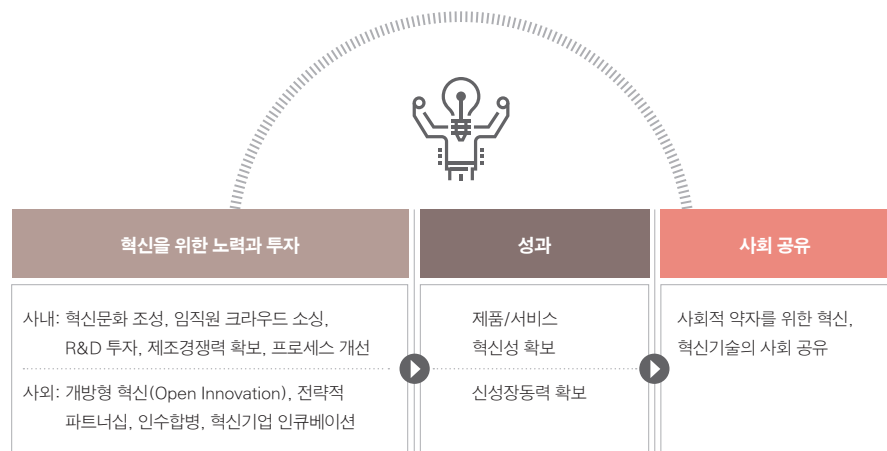 혁신을 위한 노력과 투자
성과
사회 공유
사내: 혁신문화 조성, 임직원 크라우드 소싱,
R&D 투자, 제조경쟁력 확보, 프로세스 개선
사외: 개방형 혁신(Open Innovation), 전략적
파트너십, 인수합병, 혁신기업 인큐베이션
제품/서비스
혁신성 확보
신성장동력 확보
사회적 약자를 위한 혁신,
혁신기술의 사회 공유